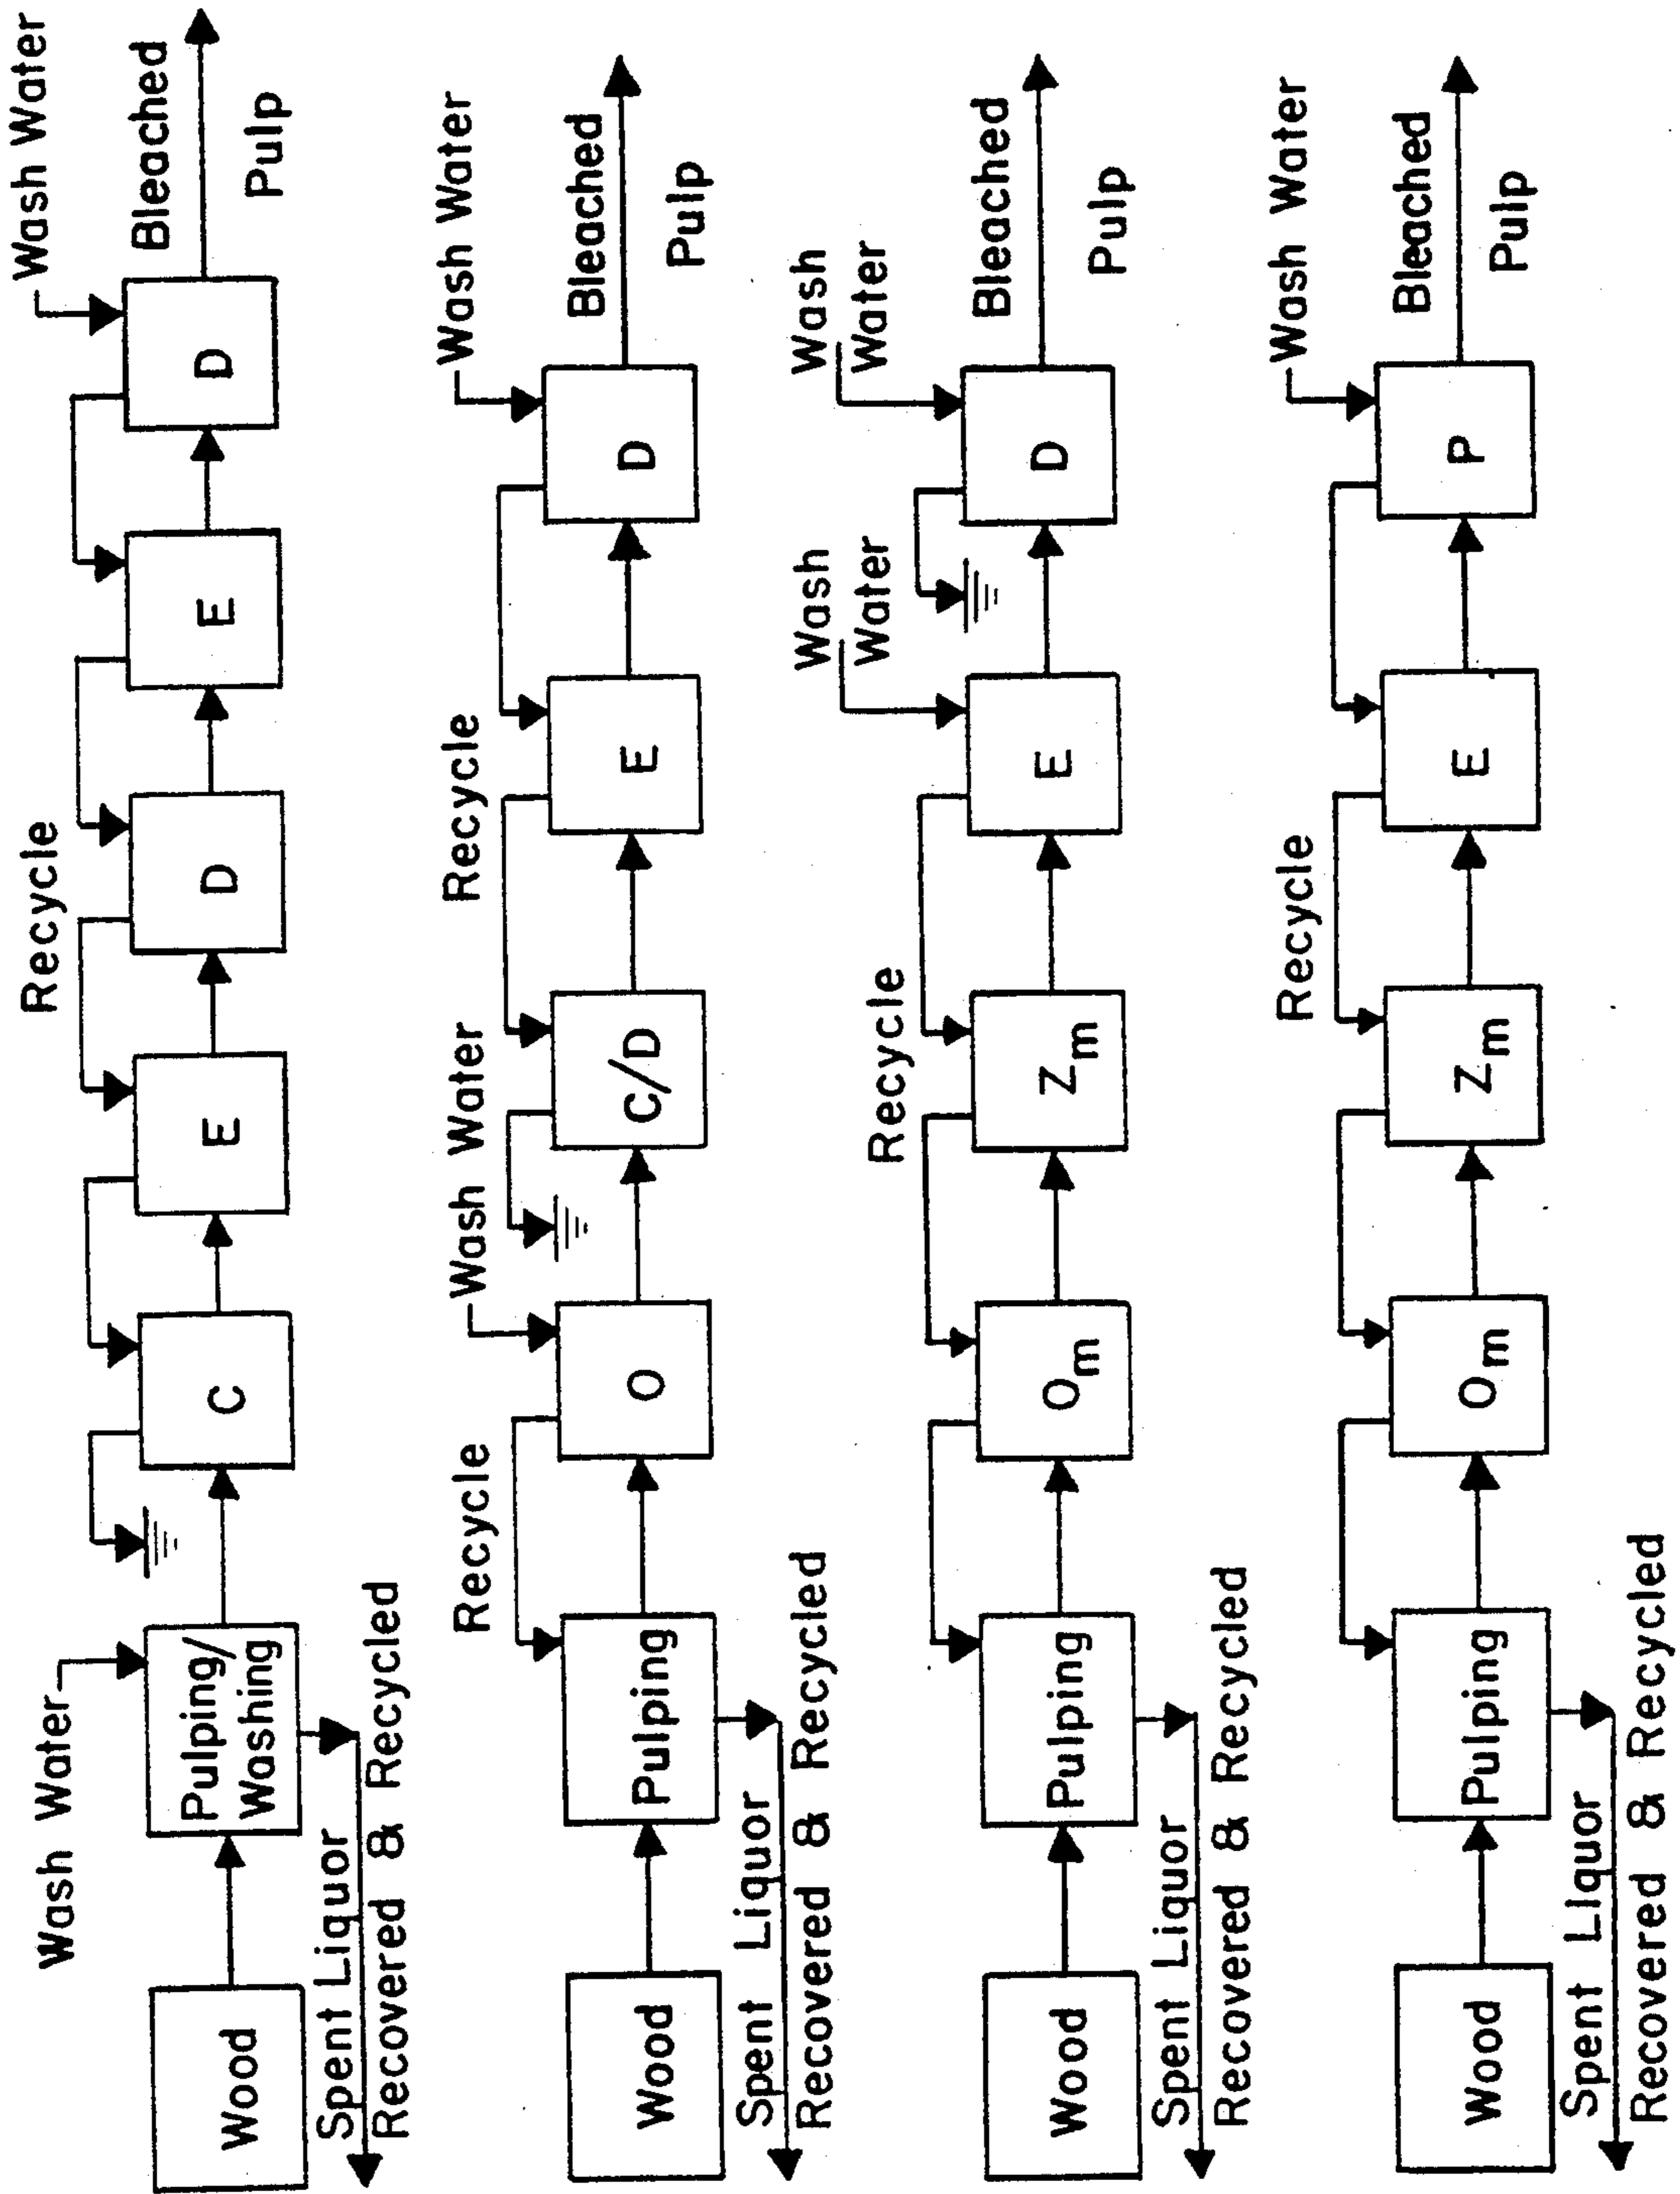 Wash Water
Wash Water
Recycle
Wood
Pulping/
Washing
C
E
D
E
D
Bleached
Pulp
Spent Liquor
Recovered & Recycled
Recycle
Wash Water
Recycle
Wash Water
Wood
Pulping
O
C/D
E
D
Bleached
Pulp
Spent Liquor
Recovered & Recycled
Recycle
Wash
Water
Wash
Water
Wood
Pulping
Om
Zm
E
D
Bleached
Pulp
Spent Liquor
Recovered & Recycled
Recycle
Wash Water
Wood
Pulping
Om
Zm
E
P
Bleached
Pulp
Spent Liquor
Recovered & Recycled